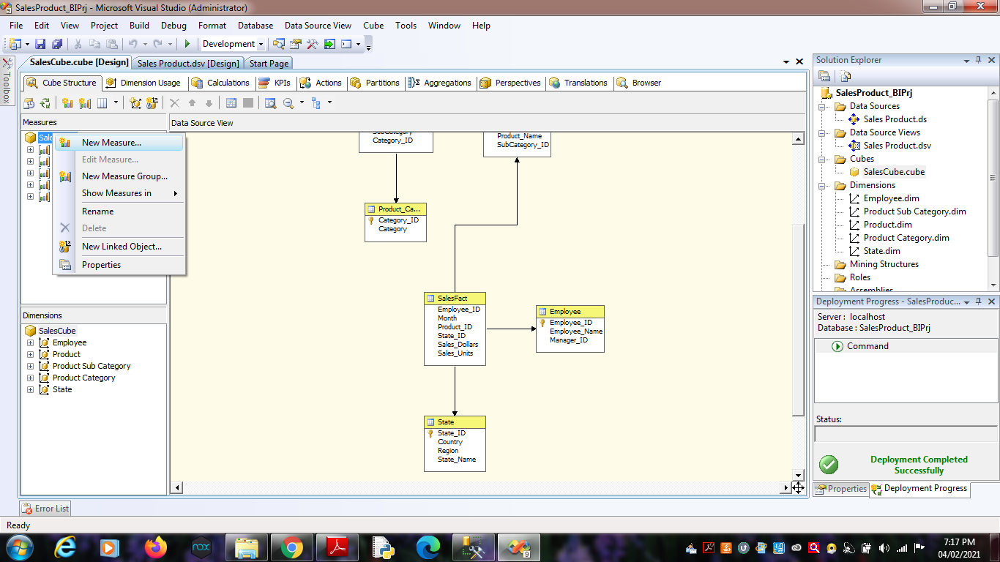 SalesProduct_BIPrj - Microsoft Visual Studio (Administrator)
File Edit View Project Build Debug Format Database Data Source View Cube Tools Window Help
Development
Toolbox
SalesCube.cube [Design] Sales Product.dsv [Design] Start Page
Cube Structure Dimension Usage Calculations KPIs Actions Partitions Aggregations Perspectives Translations Browser
Measures
Sale
New Measure...
Edit Measure...
New Measure Group...
Show Measures in
Rename
Delete
New Linked Object...
Properties
Dimensions
SalesCube
Employee
Product
Product Sub Category
Product Category
State
Data Source View
SubCategory
Category_ID
Product_Name
SubCategory_ID
Product_Ca...
Category_ID
Category
SalesFact
Employee_ID
Month
Product_ID
State_ID
Sales_Dollars
Sales_Units
Employee
Employee_ID
Employee_Name
Manager_ID
State
State_ID
Country
Region
State_Name
Solution Explorer
SalesProduct_BIPrj
Data Sources
Sales Product.ds
Data Source Views
Sales Product.dsv
Cubes
SalesCube.cube
Dimensions
Employee.dim
Product Sub Category.dim
Product.dim
Product Category.dim
State.dim
Mining Structures
Roles
Assemblies
Deployment Progress - SalesProduc...
Server : localhost
Database : SalesProduct_BIPrj
Command
Status:
Deployment Completed
Successfully
Properties Deployment Progress
Error List
Ready
nox
9
7:17 PM
04/02/2021